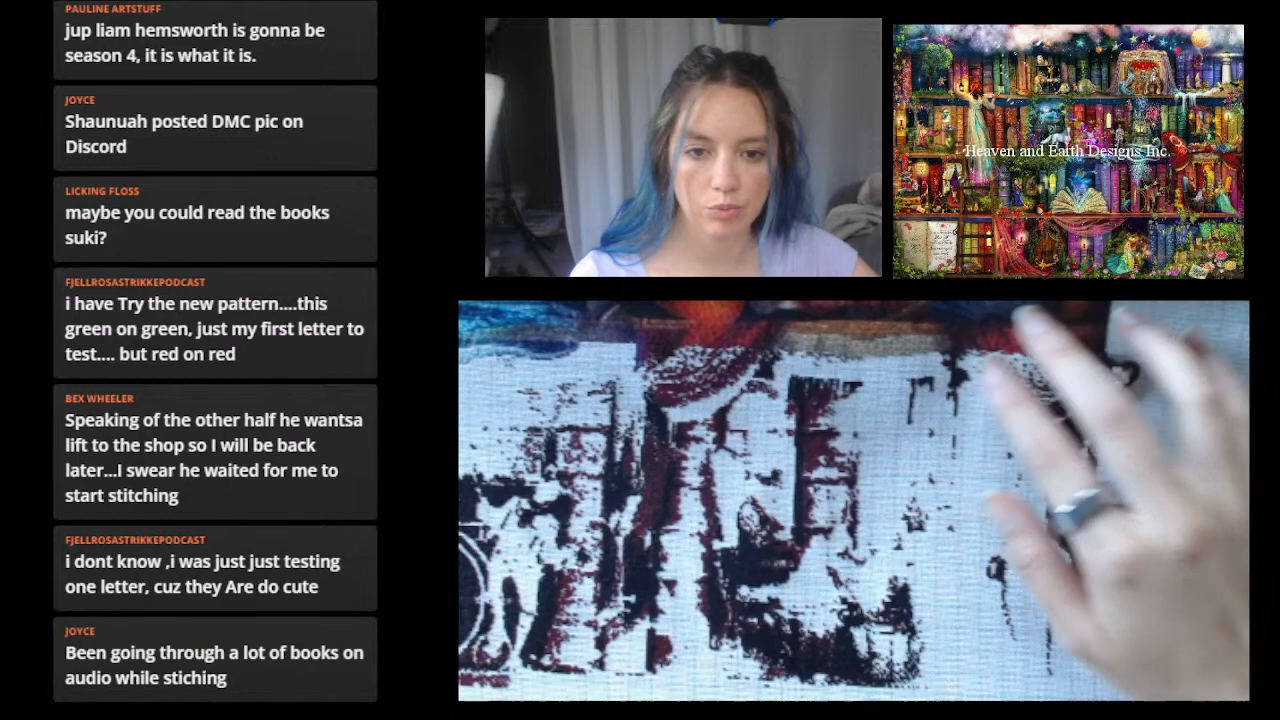 PAULINE ARTSTUFF
jup liam hemsworth is gonna be
season 4, it is what it is.
JOYCE
Shaunuah posted DMC pic on
Discord
LICKING FLOSS
maybe you could read the books
suki?
FJELLROSASTRIKKEPODCAST
i have Try the new pattern....this
green on green, just my first letter to
test.... but red on red
BEX WHEELER
Speaking of the other half he wantsa
lift to the shop so I will be back
later...I swear he waited for me to
start stitching
FJELLROSASTRIKKEPODCAST
i dont know ,i was just just testing
one letter, cuz they Are do cute
JOYCE
Been going through a lot of books on
audio while stiching
Heaven and Earth Designs Inc.